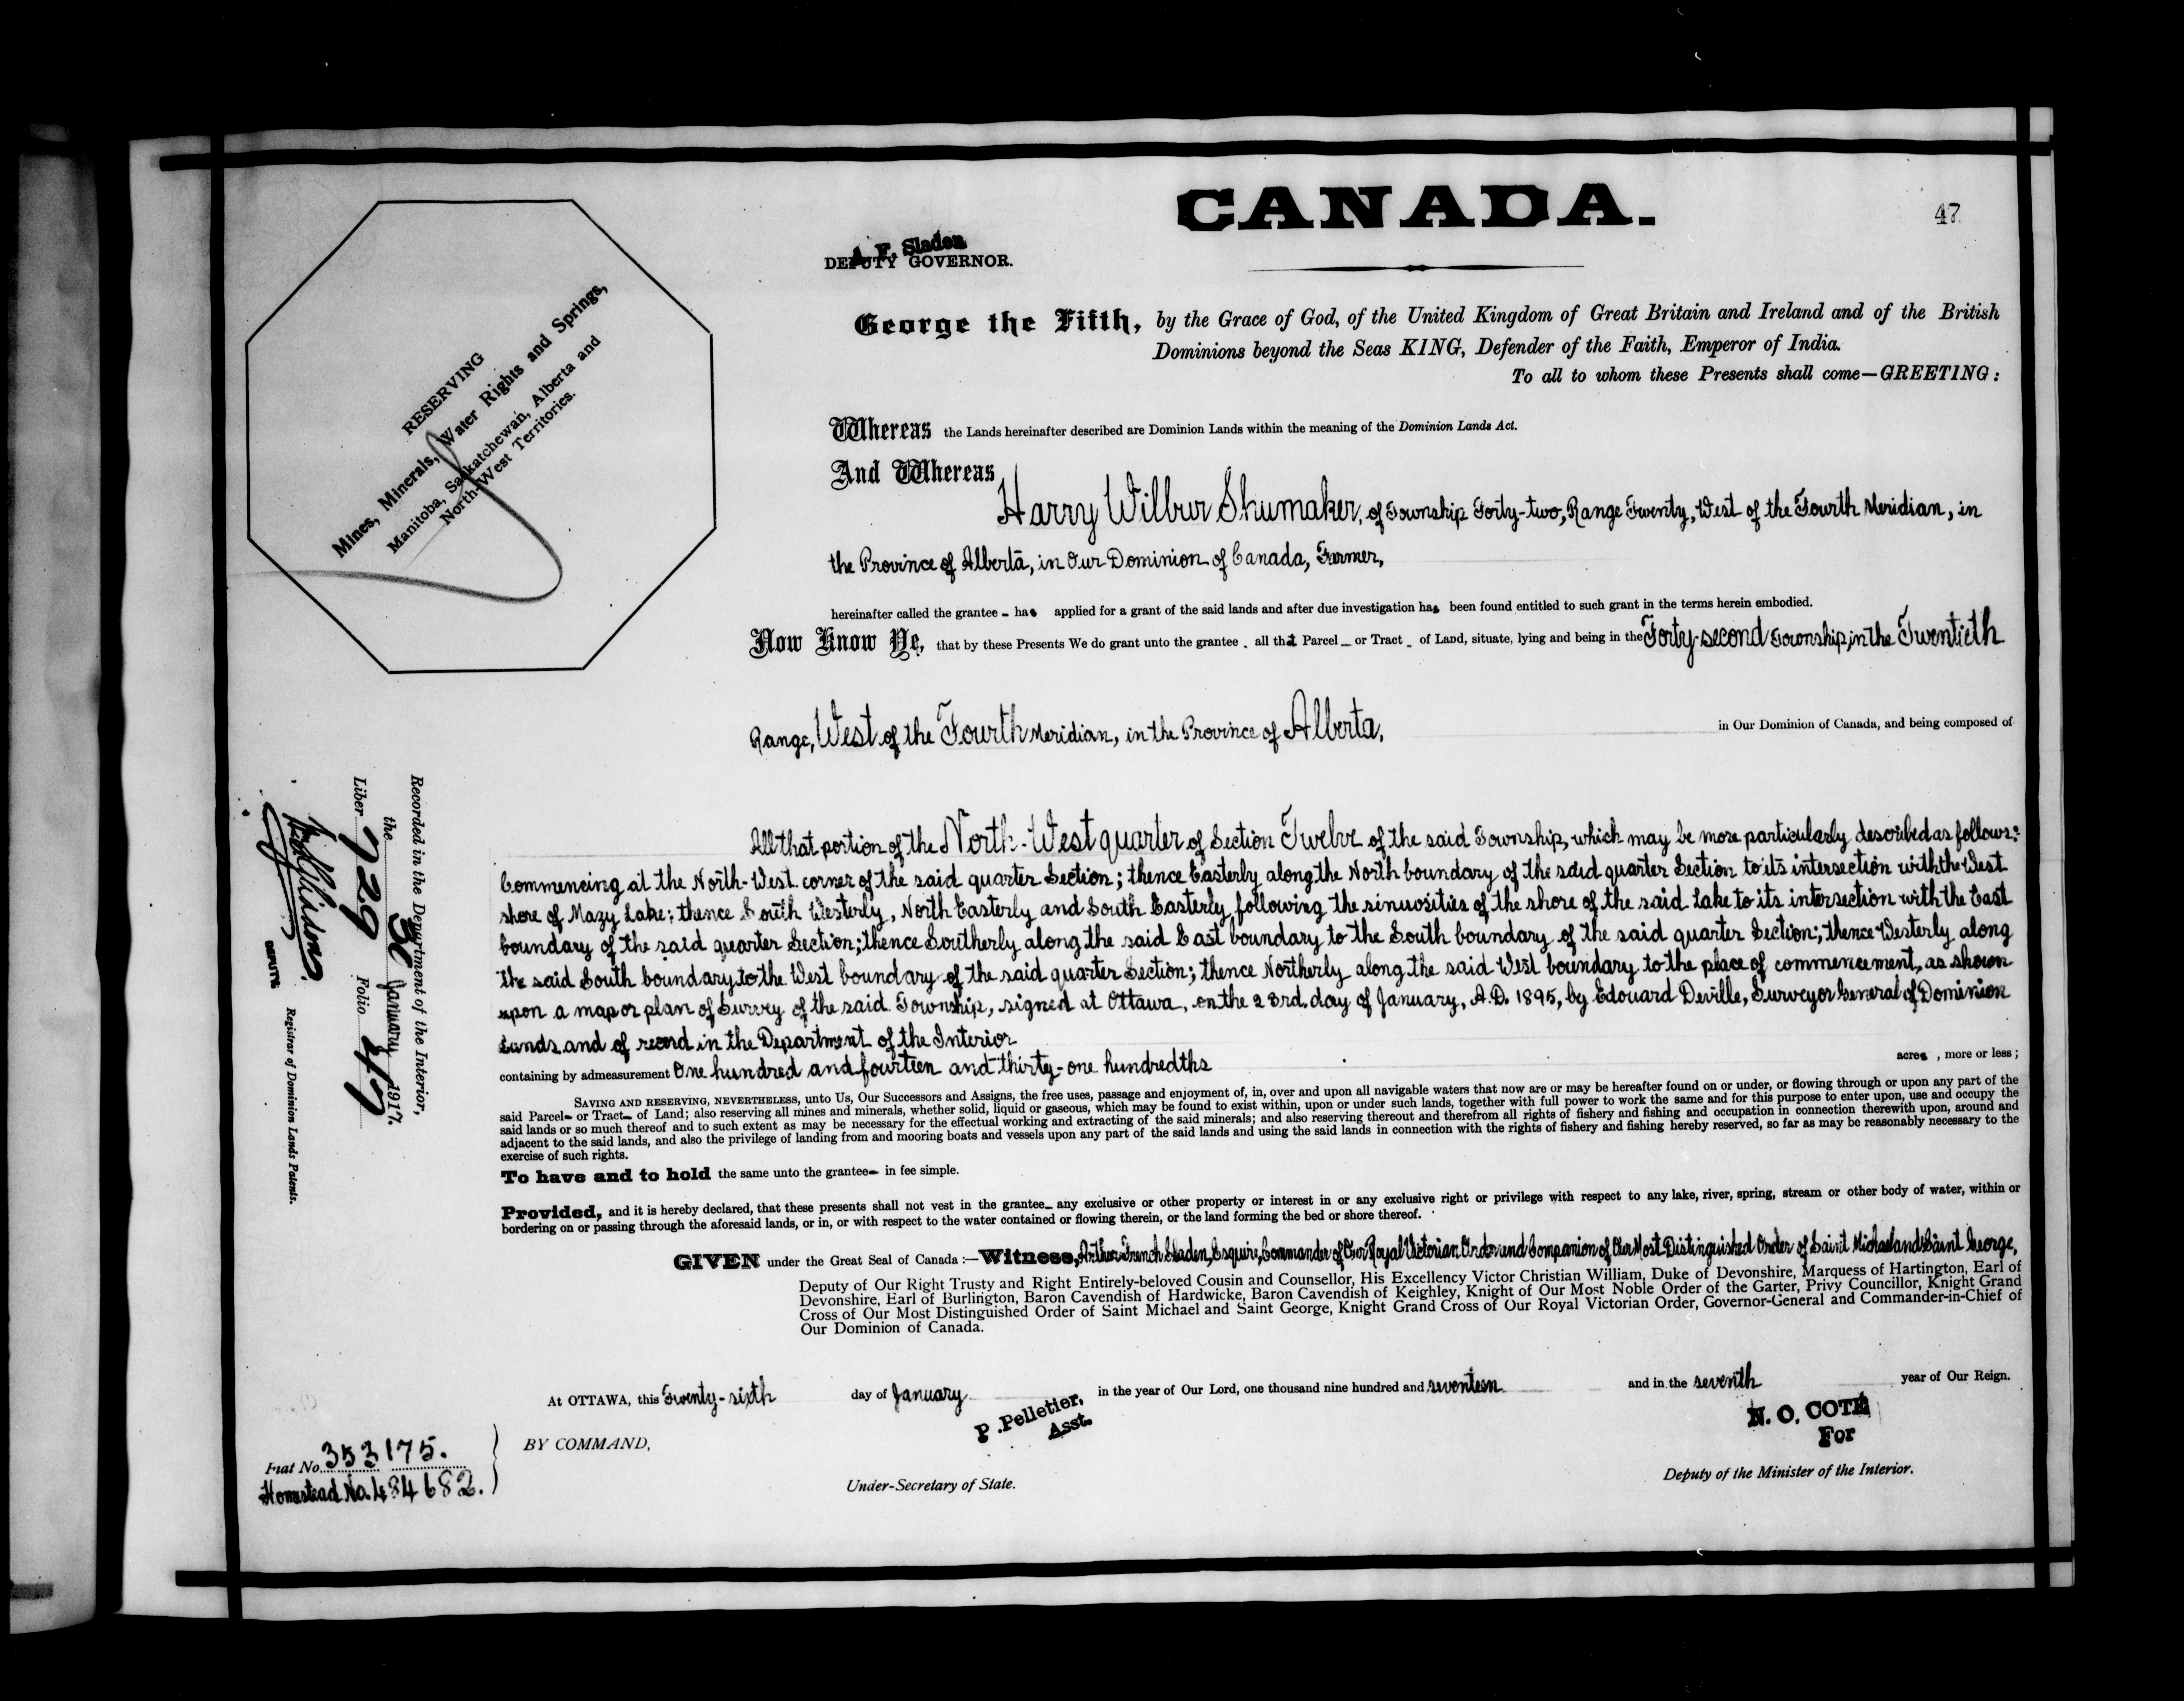 CANADA.
47
A. F. Sladen
DEPUTY GOVERNOR.
George the Fifth, by the Grace of God, of the United Kingdom of Great Britain and Ireland and of the British
Dominions beyond the Seas KING, Defender of the Faith, Emperor of India.
To all to whom these Presents shall come—GREETING:
RESERVING
Mines, Minerals, Water Rights and Springs,
Manitoba, Saskatchewan, Alberta and
North-West Territories.
Whereas the Lands hereinafter described are Dominion Lands within the meaning of the Dominion Lands Act.
And Whereas
Harry Wilbur Shumaker, of Township Forty-two, Range Twenty, West of the Fourth Meridian, in
the Province of Alberta, in Our Dominion of Canada, Farmer,
hereinafter called the grantee - has applied for a grant of the said lands and after due investigation has been found entitled to such grant in the terms herein embodied.
Now Know Ye, that by these Presents We do grant unto the grantee - all that Parcel - or Tract - of Land, situate, lying and being in the Forty-second Township, in the Twentieth
Range, West of the Fourth Meridian, in the Province of Alberta, in Our Dominion of Canada, and being composed of
All that portion of the North-West quarter of Section Twelve of the said Township, which may be more particularly described as follows:
Commencing at the North-West corner of the said quarter Section; thence Easterly along the North boundary of the said quarter Section to its intersection with the West
shore of Mazy Lake; thence South Westerly, North Easterly and South Easterly following the sinuosities of the shore of the said Lake to its intersection with the East
boundary of the said quarter Section; thence Southerly along the said East boundary to the South boundary of the said quarter Section; thence Westerly along
the said South boundary to the West boundary of the said quarter Section; thence Northerly along the said West boundary to the place of commencement, as shown
upon a map or plan of Survey of the said Township, signed at Ottawa, on the 23rd. day of January, A.D. 1895, by Edouard Deville, Surveyor General of Dominion
Lands and of record in the Department of the Interior
containing by admeasurement One hundred and fourteen and thirty-one hundredths acres , more or less;
SAVING AND RESERVING, NEVERTHELESS, unto Us, Our Successors and Assigns, the free uses, passage and enjoyment of, in, over and upon all navigable waters that now are or may be hereafter found on or under, or flowing through or upon any part of the
said Parcel- or Tract- of Land; also reserving all mines and minerals, whether solid, liquid or gaseous, which may be found to exist within, upon or under such lands, together with full power to work the same and for this purpose to enter upon, use and occupy the
said lands or so much thereof and to such extent as may be necessary for the effectual working and extracting of the said minerals; and also reserving thereout and therefrom all rights of fishery and fishing and occupation in connection therewith upon, around and
adjacent to the said lands, and also the privilege of landing from and mooring boats and vessels upon any part of the said lands and using the said lands in connection with the rights of fishery and fishing hereby reserved, so far as may be reasonably necessary to the
exercise of such rights.
To have and to hold the same unto the grantee- in fee simple.
Provided, and it is hereby declared, that these presents shall not vest in the grantee- any exclusive or other property or interest in or any exclusive right or privilege with respect to any lake, river, spring, stream or other body of water, within or
bordering on or passing through the aforesaid lands, or in, or with respect to the water contained or flowing therein, or the land forming the bed or shore thereof.
GIVEN under the Great Seal of Canada:—Witness, Arthur French Sladen, Esquire, Commander of Our Royal Victorian Order and Companion of Our Most Distinguished Order of Saint Michael and Saint George,
Deputy of Our Right Trusty and Right Entirely-beloved Cousin and Counsellor, His Excellency Victor Christian William, Duke of Devonshire, Marquess of Hartington, Earl of
Devonshire, Earl of Burlington, Baron Cavendish of Hardwicke, Baron Cavendish of Keighley, Knight of Our Most Noble Order of the Garter, Privy Councillor, Knight Grand
Cross of Our Most Distinguished Order of Saint Michael and Saint George, Knight Grand Cross of Our Royal Victorian Order, Governor-General and Commander-in-Chief of
Our Dominion of Canada.
At OTTAWA, this Twenty-sixth day of January in the year of Our Lord, one thousand nine hundred and seventeen and in the seventh year of Our Reign.
P. Pelletier,
Asst.
N. O. COTÉ
For
BY COMMAND,
Under-Secretary of State.
Deputy of the Minister of the Interior.
Fiat No. 353175.
Homestead No. 484682.
Recorded in the Department of the Interior,
the 30 January 1917.
Liber 729 Folio 47
DEPUTY Registrar of Dominion Lands Patents.